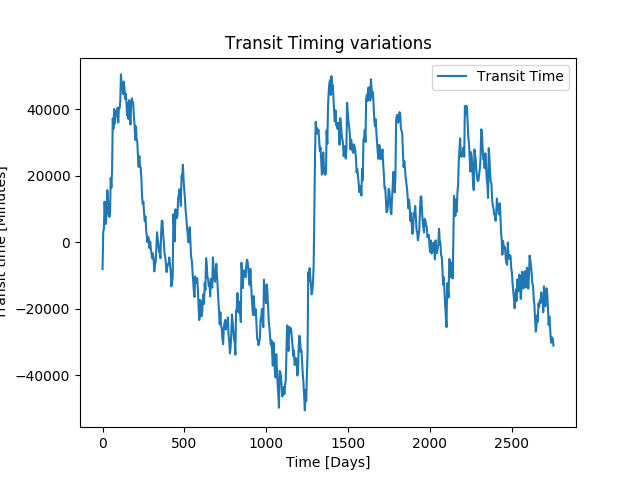 Transit Timing variations
Transit Time
40000
20000
0
−20000
−40000
Transit time [Minutes]
0
500
1000
1500
2000
2500
Time [Days]